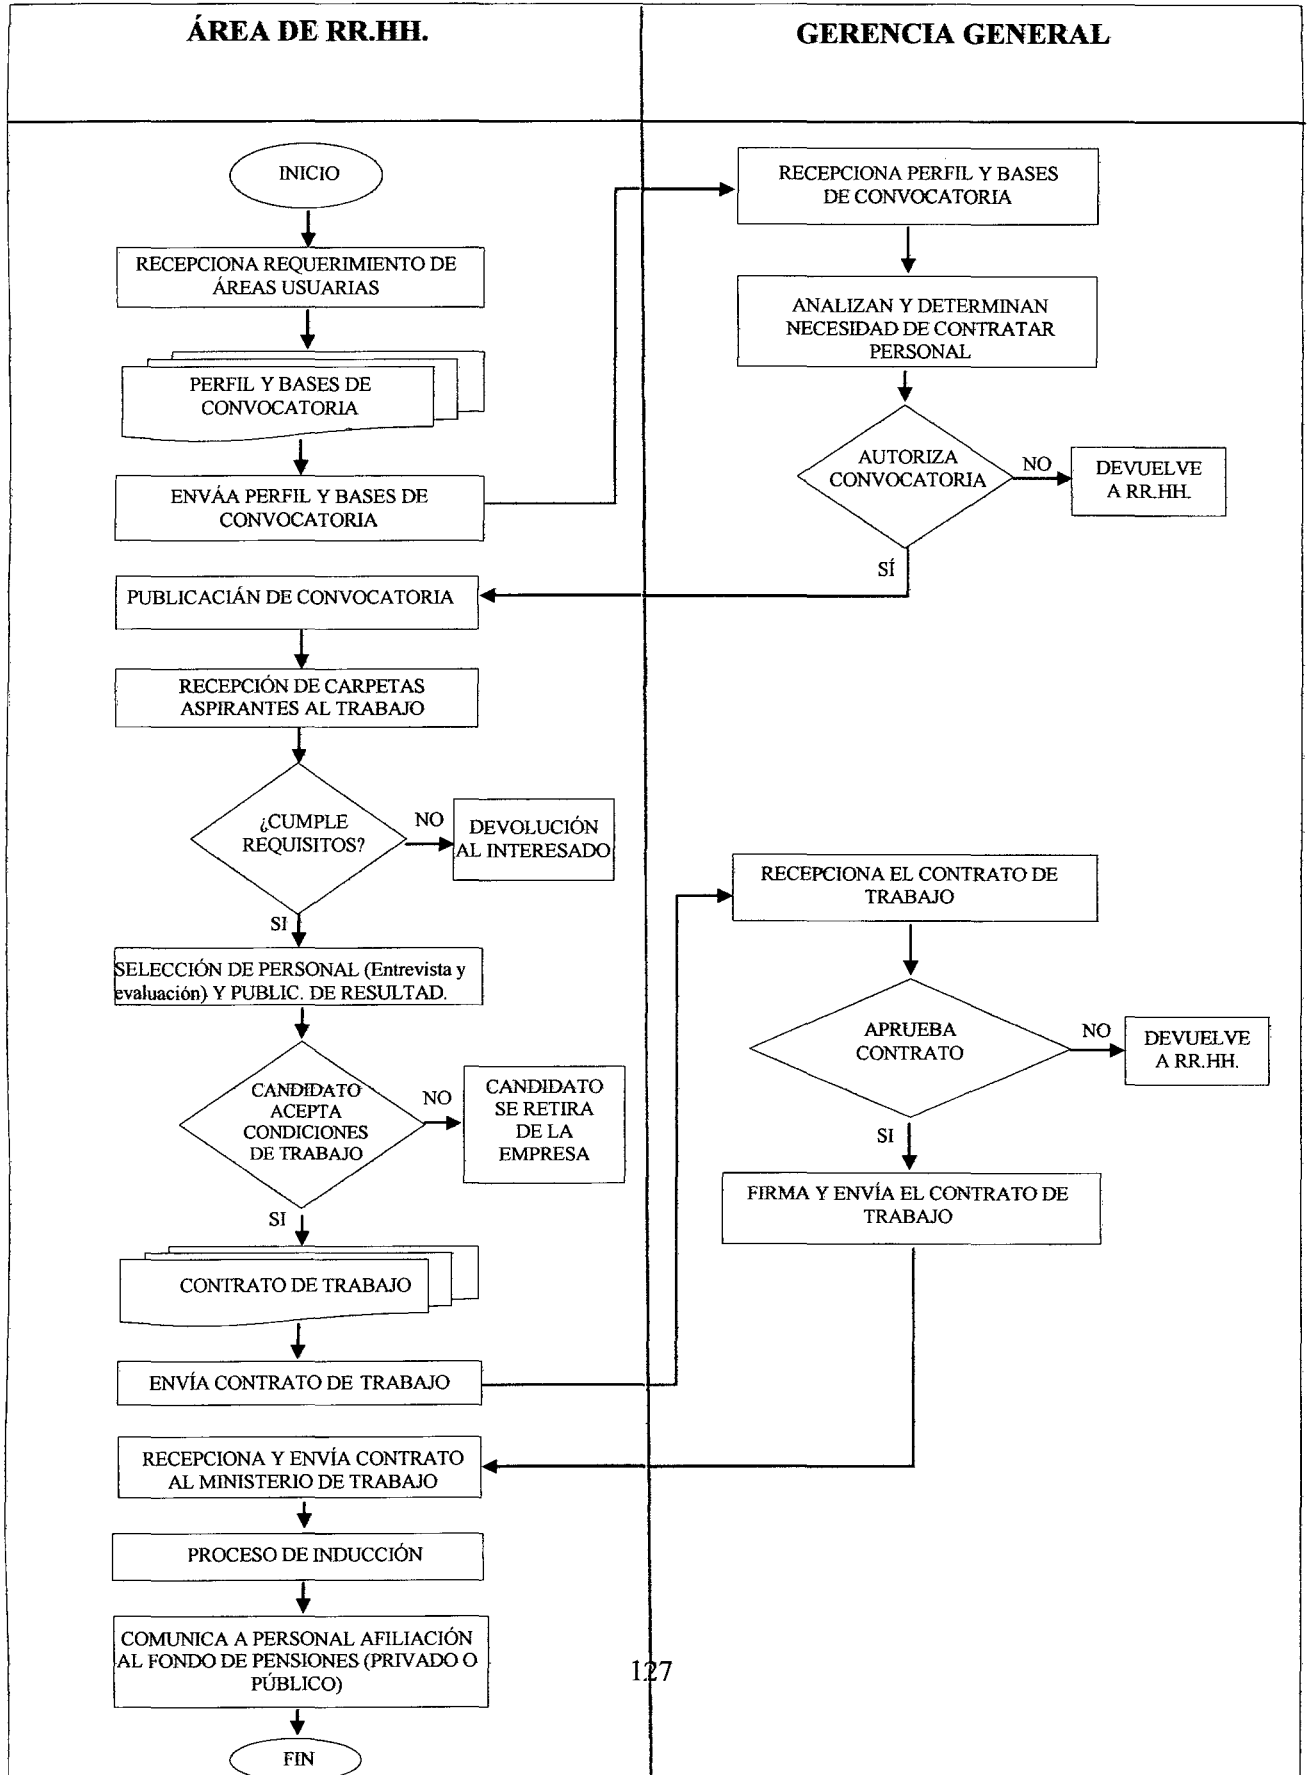 ÁREA DE RR.HH.
INICIO
RECEPCIONA REQUERIMIENTO DE
ÁREAS USUARIAS
PERFIL Y BASES DE
CONVOCATORIA
ENVÁA PERFIL Y BASES DE
CONVOCATORIA
PUBLICACIÁN DE CONVOCATORIA
RECEPCIÓN DE CARPETAS
ASPIRANTES AL TRABAJO
¿CUMPLE
REQUISITOS?
NO
DEVOLUCIÓN
AL INTERESADO
SI
SELECCIÓN DE PERSONAL (Entrevista y
evaluación) Y PUBLIC. DE RESULTAD.
CANDIDATO
ACEPTA
CONDICIONES
DE TRABAJO
NO
CANDIDATO
SE RETIRA
DE LA
EMPRESA
SI
CONTRATO DE TRABAJO
ENVÍA CONTRATO DE TRABAJO
RECEPCIONA Y ENVÍA CONTRATO
AL MINISTERIO DE TRABAJO
PROCESO DE INDUCCIÓN
COMUNICA A PERSONAL AFILIACIÓN
AL FONDO DE PENSIONES (PRIVADO O
PÚBLICO)
FIN
GERENCIA GENERAL
RECEPCIONA PERFIL Y BASES
DE CONVOCATORIA
ANALIZAN Y DETERMINAN
NECESIDAD DE CONTRATAR
PERSONAL
AUTORIZA
CONVOCATORIA
NO
DEVUELVE
A RR.HH.
SÍ
RECEPCIONA EL CONTRATO DE
TRABAJO
APRUEBA
CONTRATO
NO
DEVUELVE
A RR.HH.
SI
FIRMA Y ENVÍA EL CONTRATO DE
TRABAJO
127